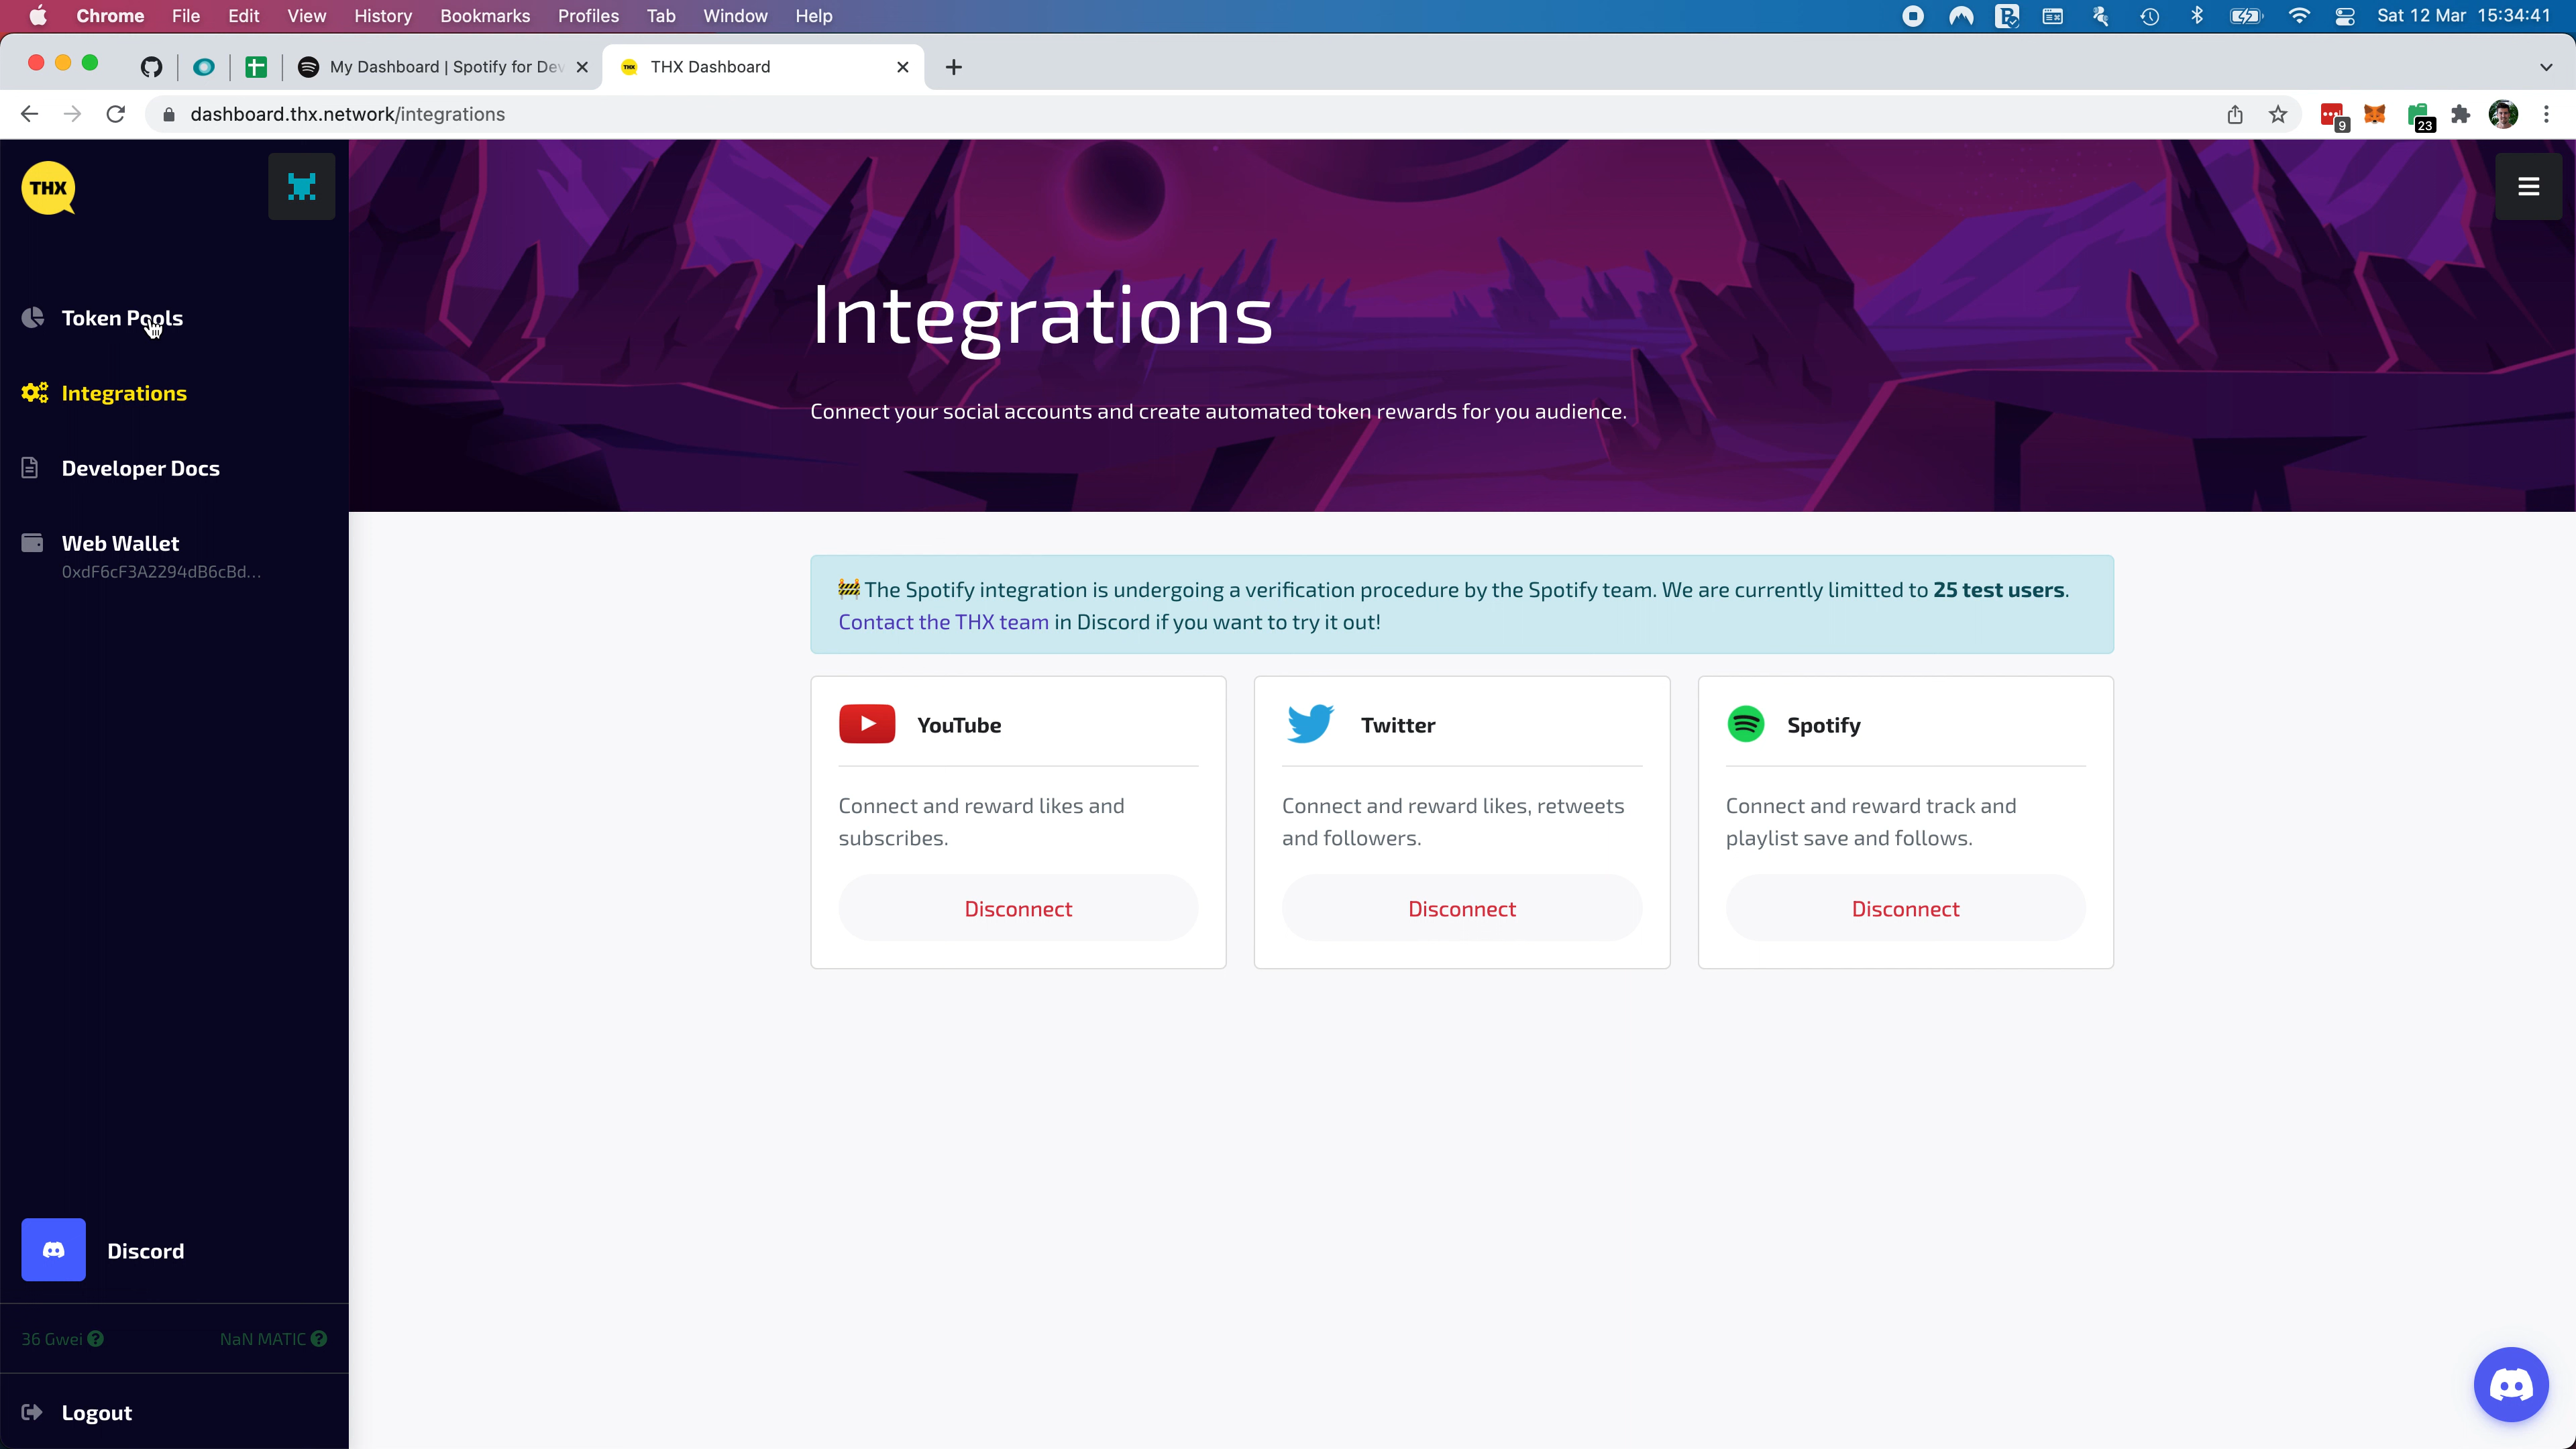 Chrome File Edit View History Bookmarks Profiles Tab Window Help Sat 12 Mar 15:34:41
My Dashboard | Spotify for Dev THX Dashboard
dashboard.thx.network/integrations 9 23
THX
Token Pools
Integrations
Developer Docs
Web Wallet
0xdF6cF3A2294dB6cBd...
Discord
36 Gwei NaN MATIC
Logout
Integrations
Connect your social accounts and create automated token rewards for you audience.
🚧 The Spotify integration is undergoing a verification procedure by the Spotify team. We are currently limitted to 25 test users.
Contact the THX team in Discord if you want to try it out!
YouTube
Connect and reward likes and
subscribes.
Disconnect
Twitter
Connect and reward likes, retweets
and followers.
Disconnect
Spotify
Connect and reward track and
playlist save and follows.
Disconnect